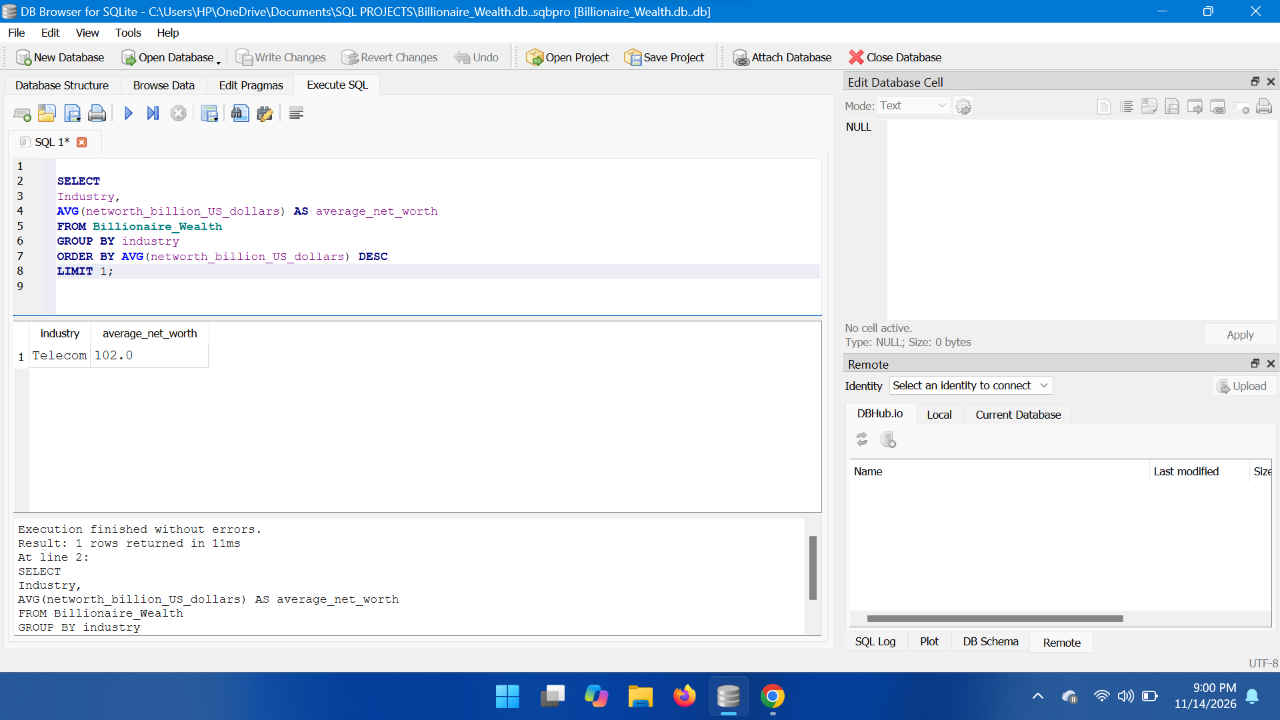 DB Browser for SQLite - C:\Users\HP\OneDrive\Documents\SQL PROJECTS\Billionaire_Wealth.db..sqbpro [Billionaire_Wealth.db..db]
File Edit View Tools Help
New Database Open Database Write Changes Revert Changes Undo Open Project Save Project Attach Database Close Database
Database Structure Browse Data Edit Pragmas Execute SQL
SQL 1*
1
2 SELECT
3 Industry,
4 AVG(networth_billion_US_dollars) AS average_net_worth
5 FROM Billionaire_Wealth
6 GROUP BY industry
7 ORDER BY AVG(networth_billion_US_dollars) DESC
8 LIMIT 1;
9
industry average_net_worth
1 Telecom 102.0
Execution finished without errors.
Result: 1 rows returned in 11ms
At line 2:
SELECT
Industry,
AVG(networth_billion_US_dollars) AS average_net_worth
FROM Billionaire_Wealth
GROUP BY industry
Edit Database Cell
Mode: Text
NULL
No cell active.
Type: NULL; Size: 0 bytes
Apply
Remote
Identity Select an identity to connect Upload
DBHub.io Local Current Database
Name Last modified Size
SQL Log Plot DB Schema Remote
UTF-8
9:00 PM
11/14/2026